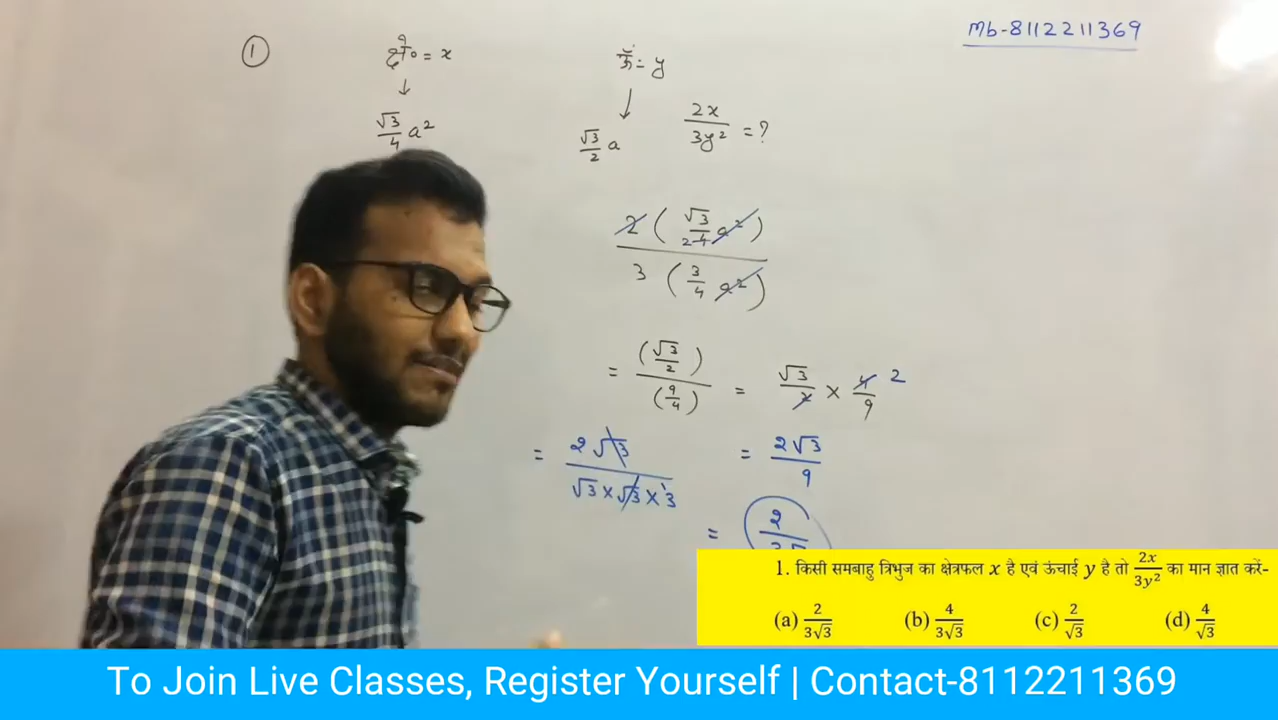 Mb-8112211369
① क्षे० = x
ऊँ = y
↓
↓
√3/4 a²
√3/2 a
2x/3y² = ?
2 ( √3/4 a² ) 2
3 ( 3/4 a² )
= (√3/2) / (9/4) = √3/2 × 4/9 2
= 2√3 / √3×√3×3 = 2√3/9
= 2
1. किसी समबाहु त्रिभुज का क्षेत्रफल x है एवं ऊंचाई y है तो 2x/3y² का मान ज्ञात करें-
(a) 2/3√3 (b) 4/3√3 (c) 2/√3 (d) 4/√3
To Join Live Classes, Register Yourself | Contact-8112211369